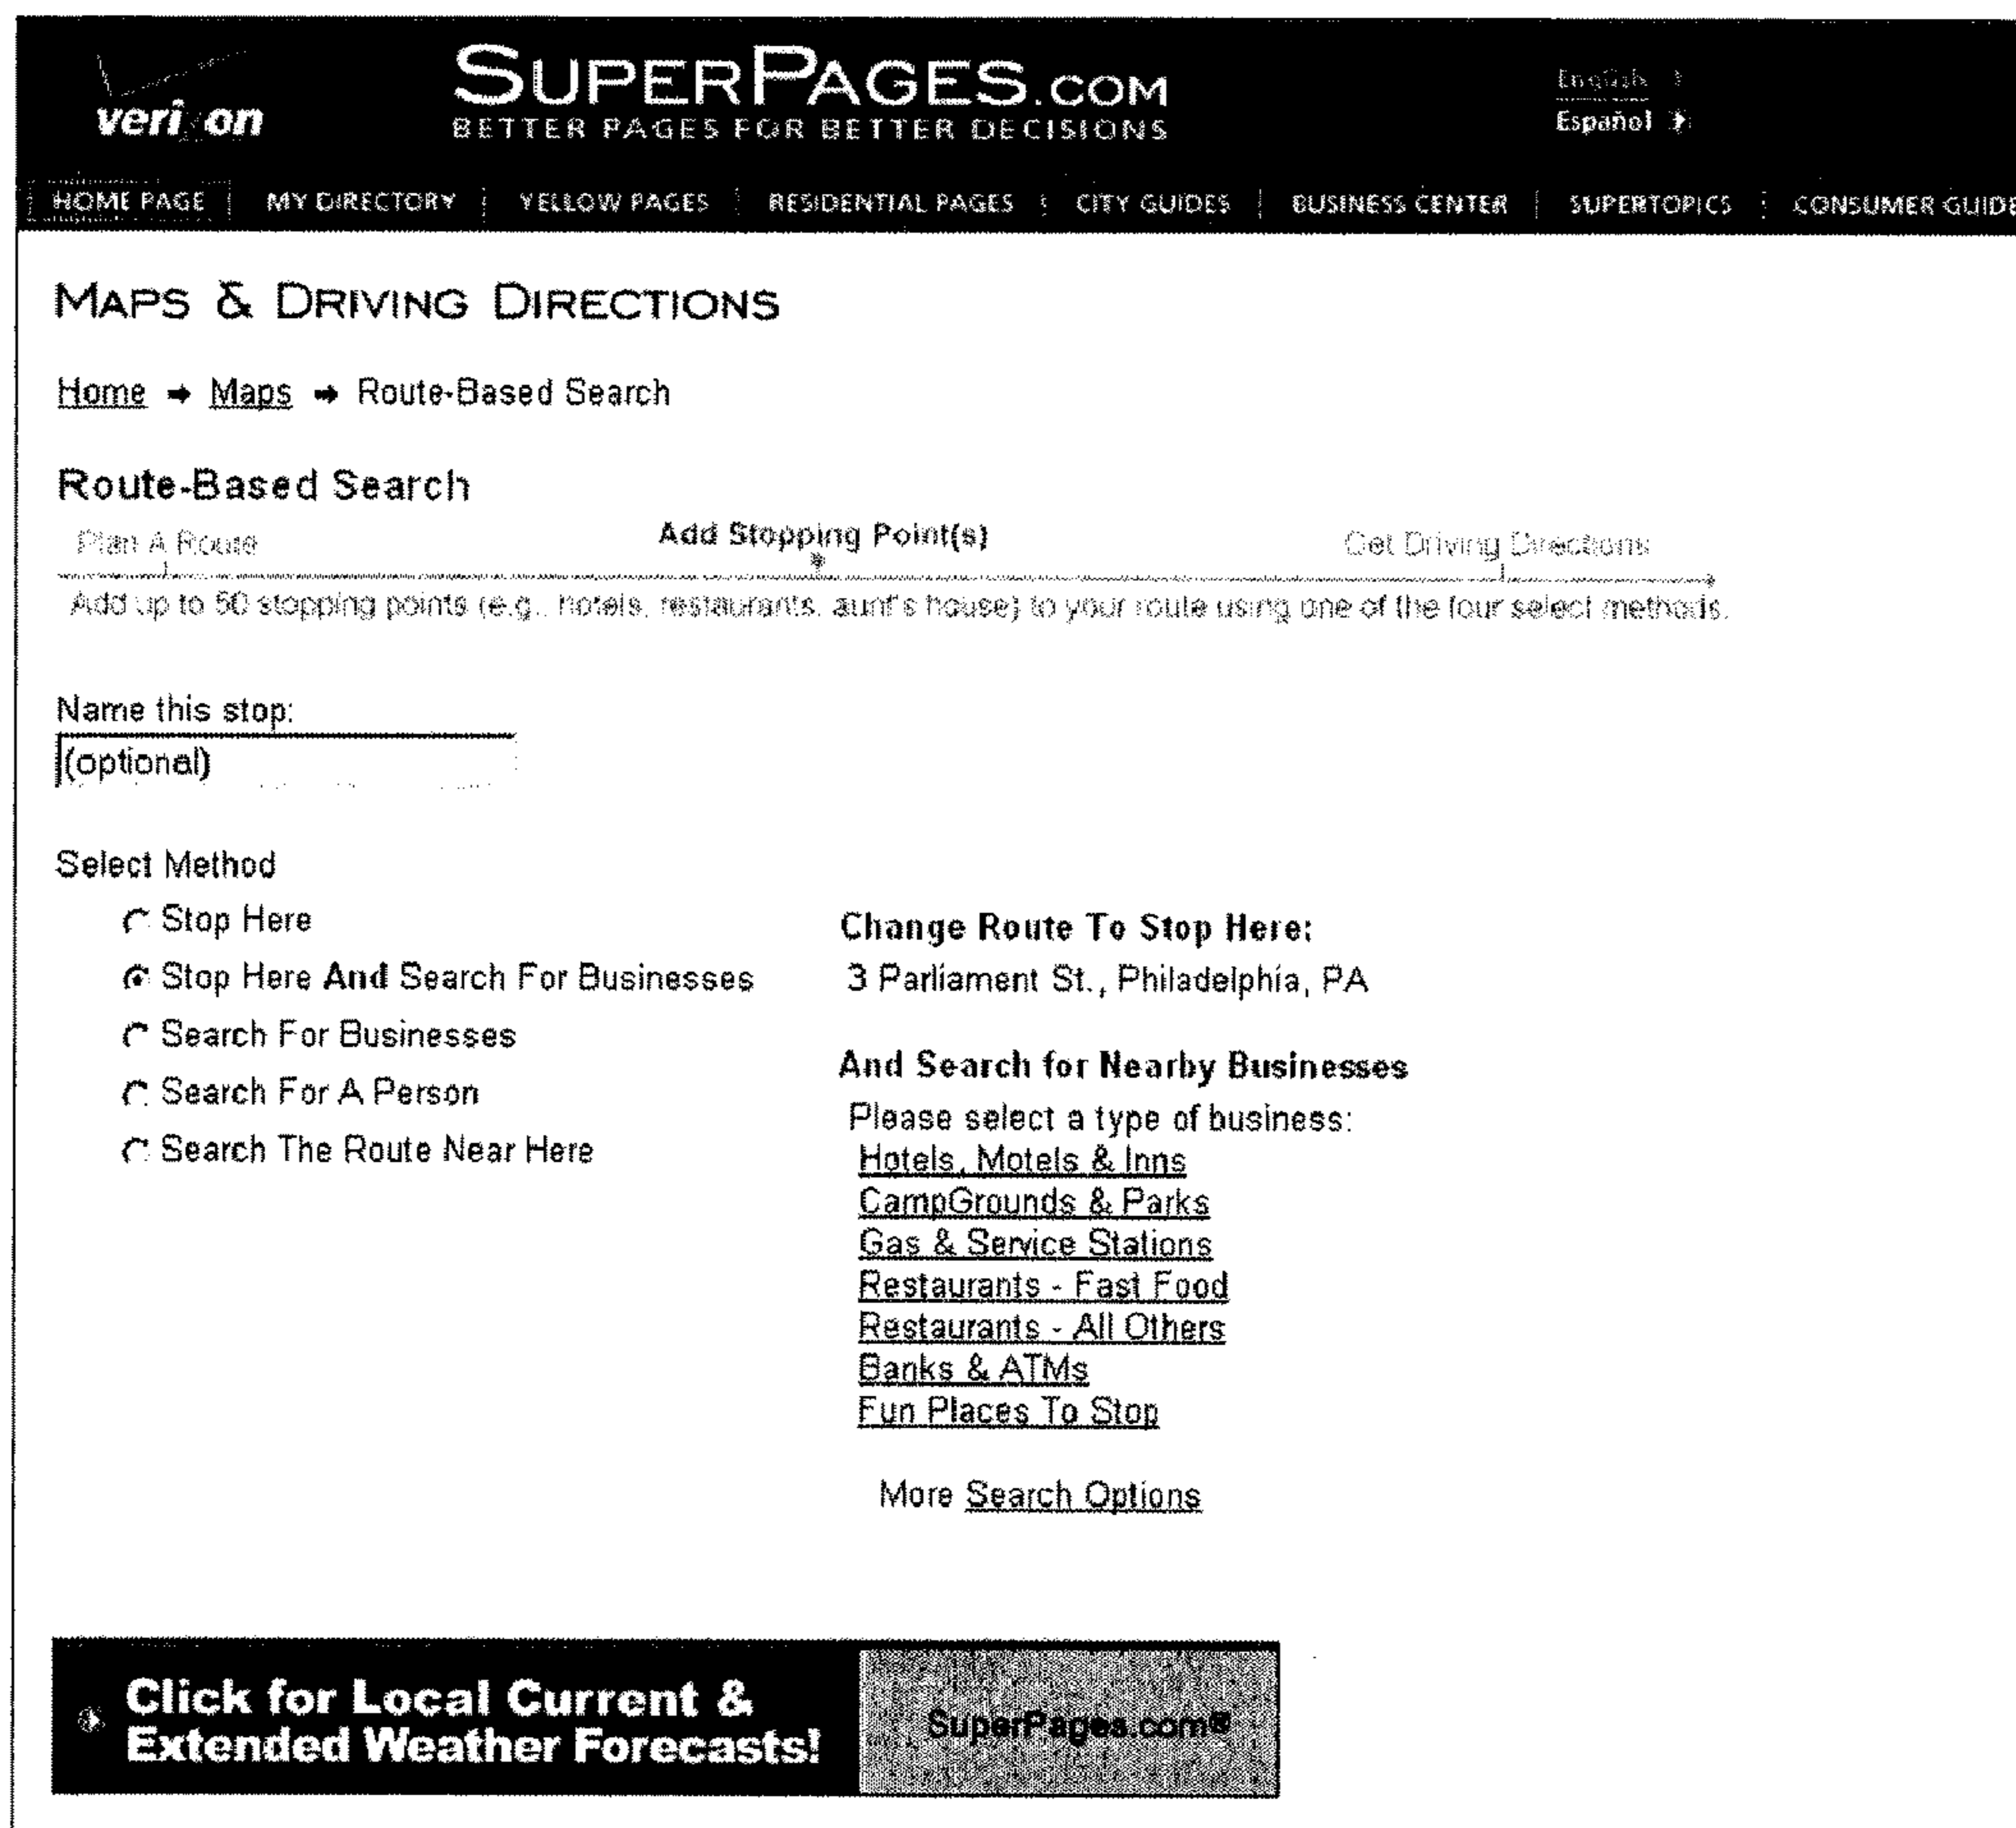 verizon
SUPERPAGES.COM
BETTER PAGES FOR BETTER DECISIONS
English
Español
HOME PAGE | MY DIRECTORY | YELLOW PAGES | RESIDENTIAL PAGES | CITY GUIDES | BUSINESS CENTER | SUPERTOPICS | CONSUMER GUIDE
MAPS & DRIVING DIRECTIONS
Home ➡ Maps ➡ Route-Based Search
Route-Based Search
Plan A Route Add Stopping Point(s) Get Driving Directions
Add up to 50 stopping points (e.g., hotels, restaurants, aunt's house) to your route using one of the four select methods.
Name this stop:
(optional)
Select Method
Stop Here
Stop Here And Search For Businesses
Search For Businesses
Search For A Person
Search The Route Near Here
Change Route To Stop Here:
3 Parliament St., Philadelphia, PA
And Search for Nearby Businesses
Please select a type of business:
Hotels, Motels & Inns
CampGrounds & Parks
Gas & Service Stations
Restaurants - Fast Food
Restaurants - All Others
Banks & ATMs
Fun Places To Stop
More Search Options
Click for Local Current &
Extended Weather Forecasts!
SuperPages.com®